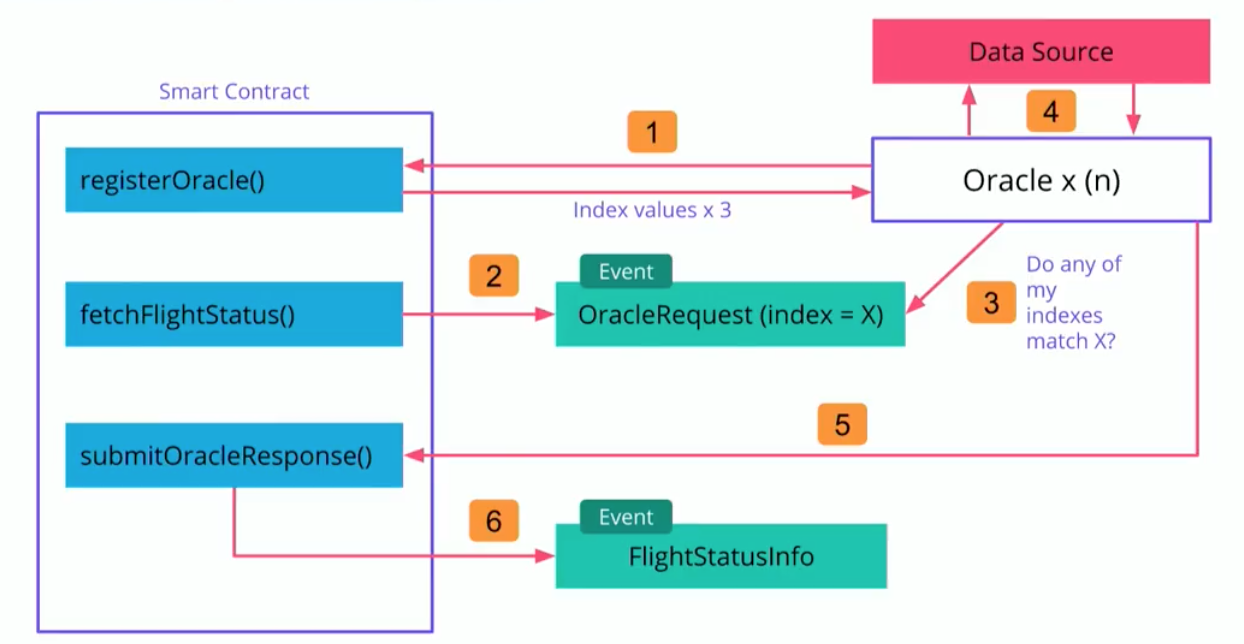 Data Source
Smart Contract
4
1
registerOracle()
Oracle x (n)
Index values x 3
Event
2
OracleRequest (index = X)
fetchFlightStatus()
3
Do any of
my
indexes
match X?
5
submitOracleResponse()
6
Event
FlightStatusInfo